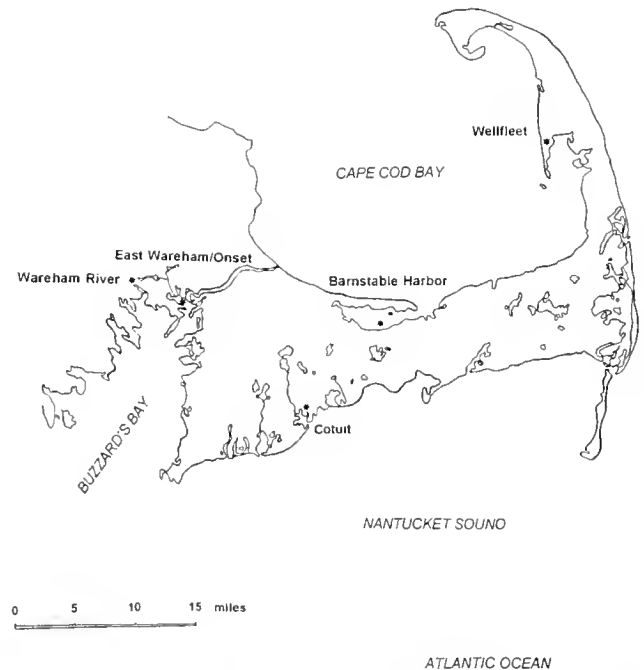 Wellfleet
CAPE COD BAY
East Wareham/Onset
Wareham River
Barnstable Harbor
BUZZARD'S BAY
Cotuit
NANTUCKET SOUNO
0 5 10 15 miles
ATLANTIC OCEAN